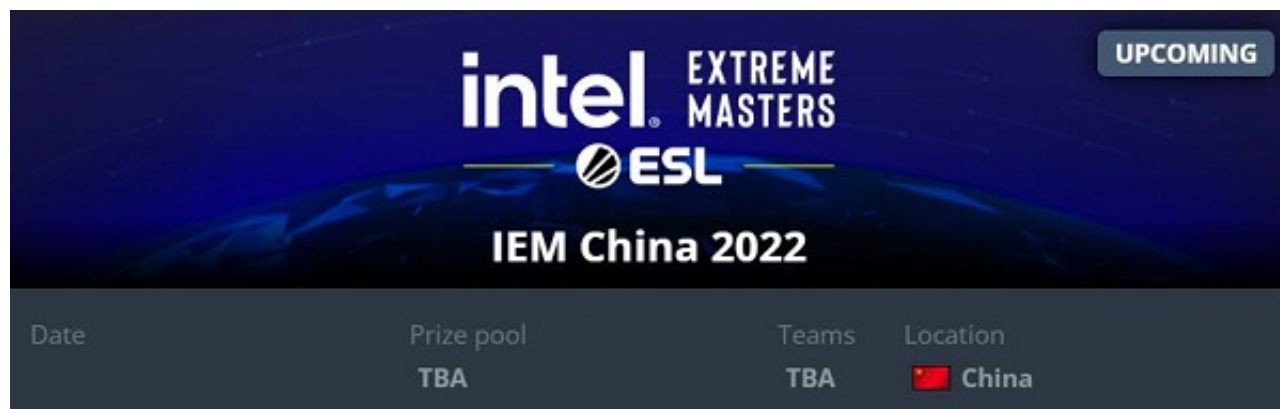 UPCOMING
intel. EXTREME MASTERS
ESL
IEM China 2022
Date Prize pool Teams Location
TBA TBA China